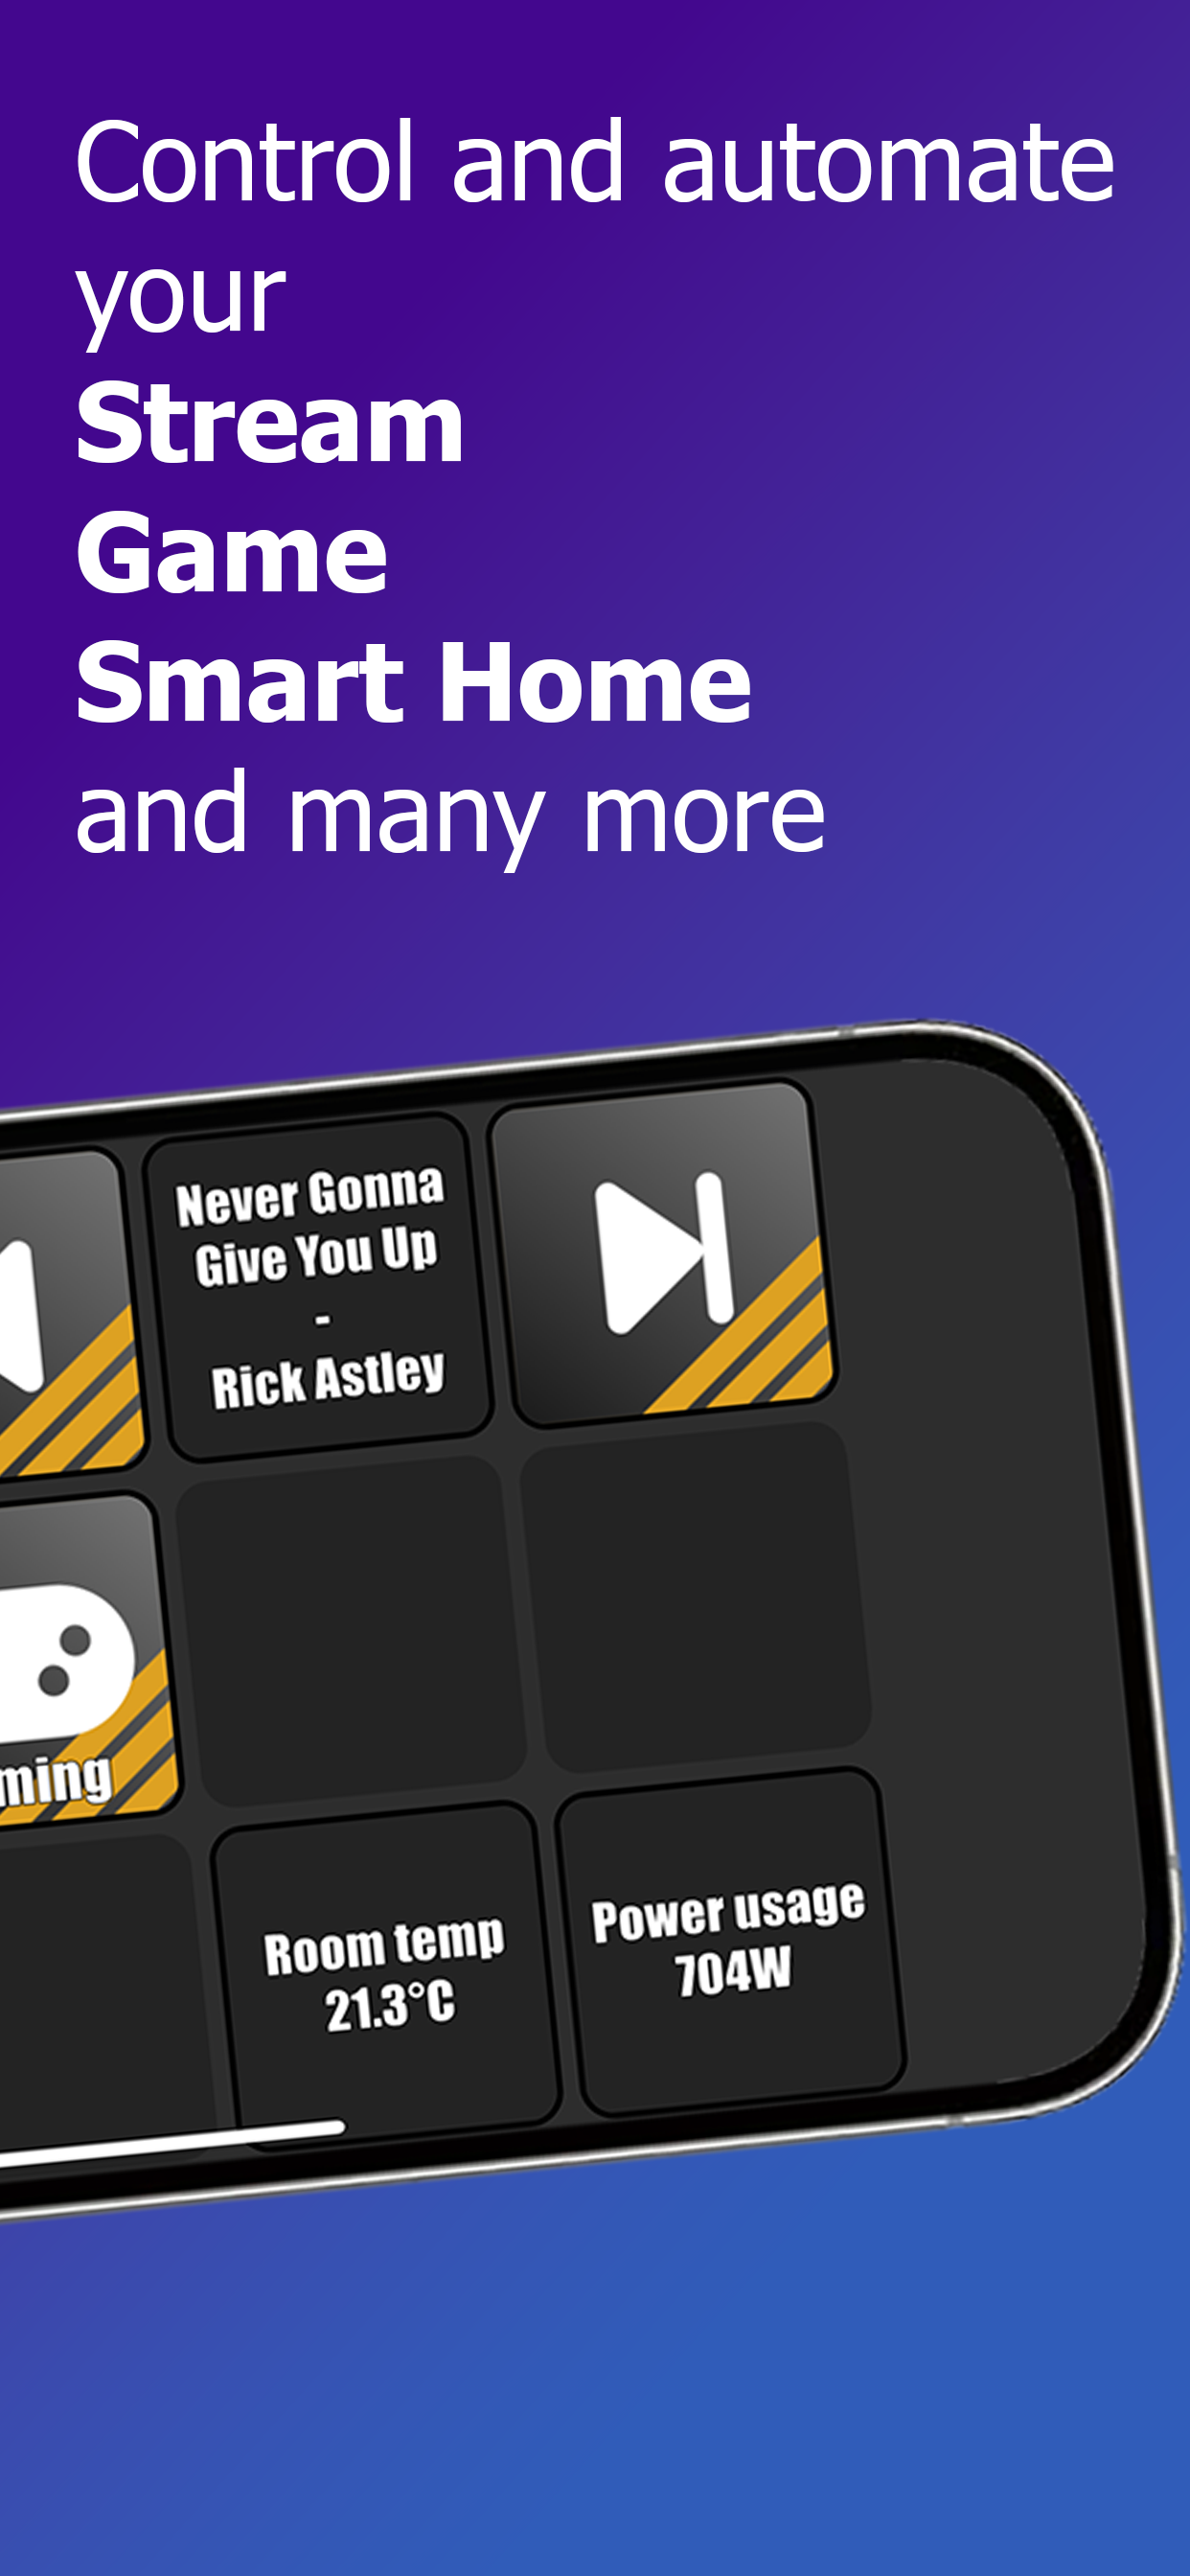 Control and automate
your
Stream
Game
Smart Home
and many more
Never Gonna
Give You Up
-
Rick Astley
ming
Room temp
21.3°C
Power usage
704W